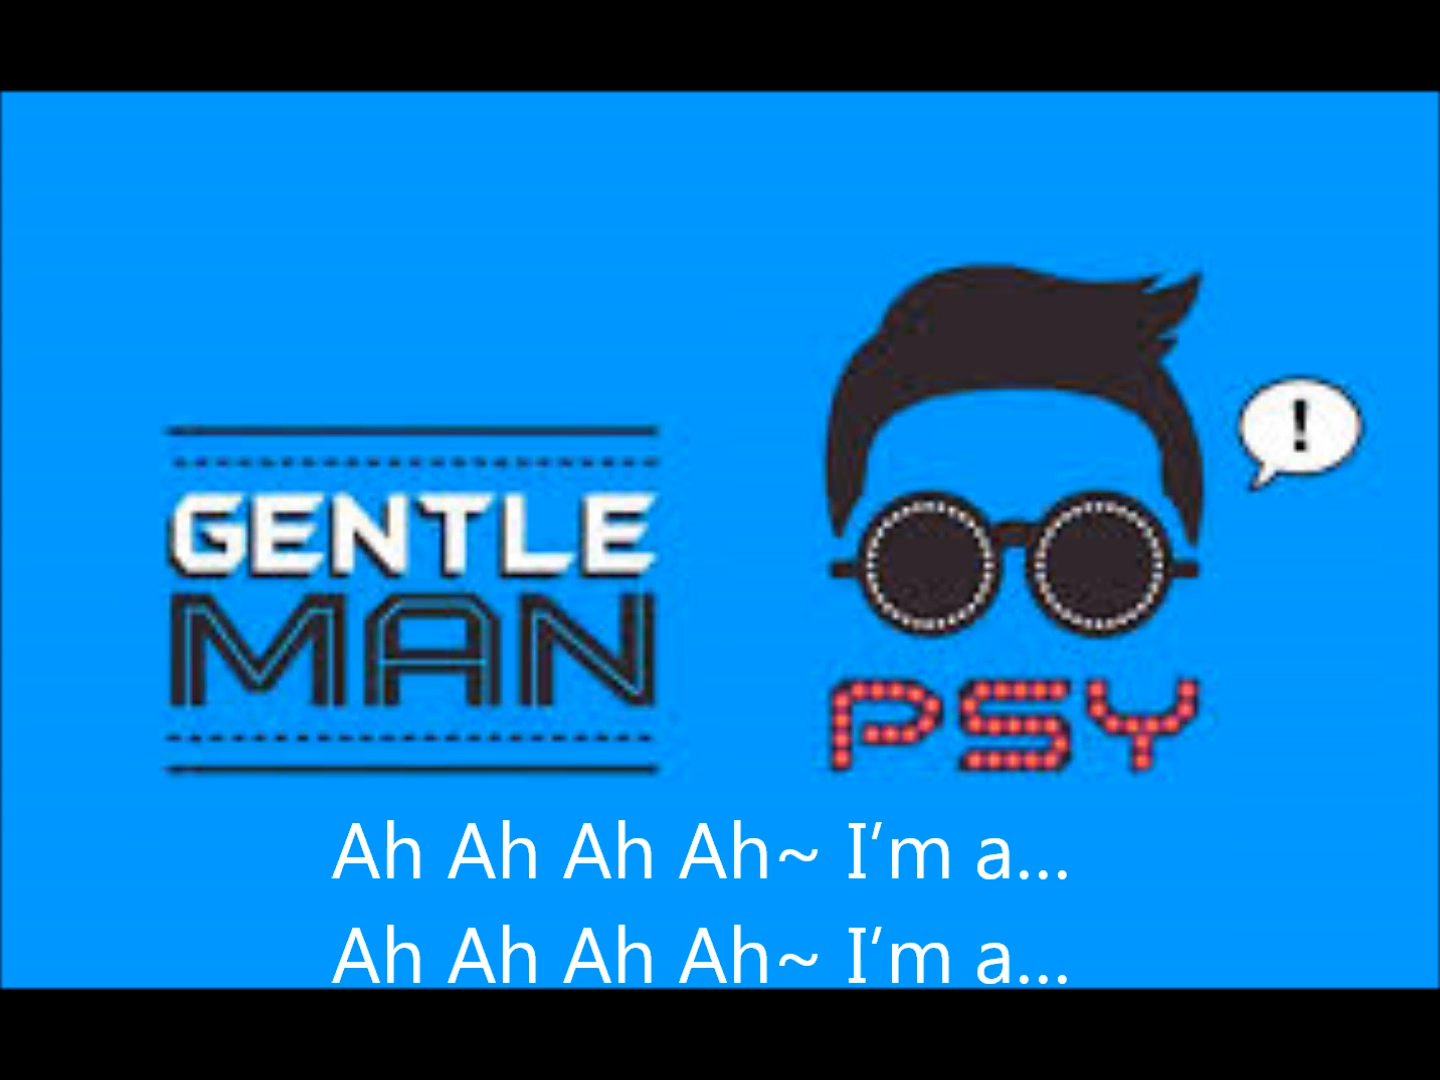 GENTLE
MAN
!
PSY
Ah Ah Ah Ah~ I’m a...
Ah Ah Ah Ah~ I’m a...